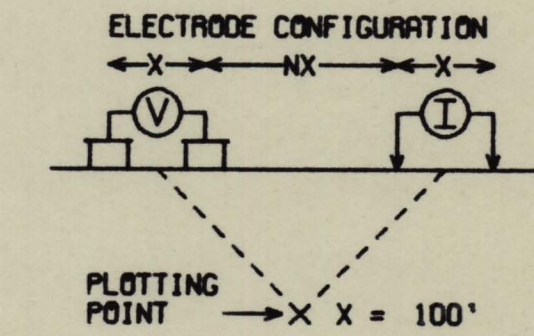 ELECTRODE CONFIGURATION
X NX X
V I
PLOTTING
POINT X X = 100'